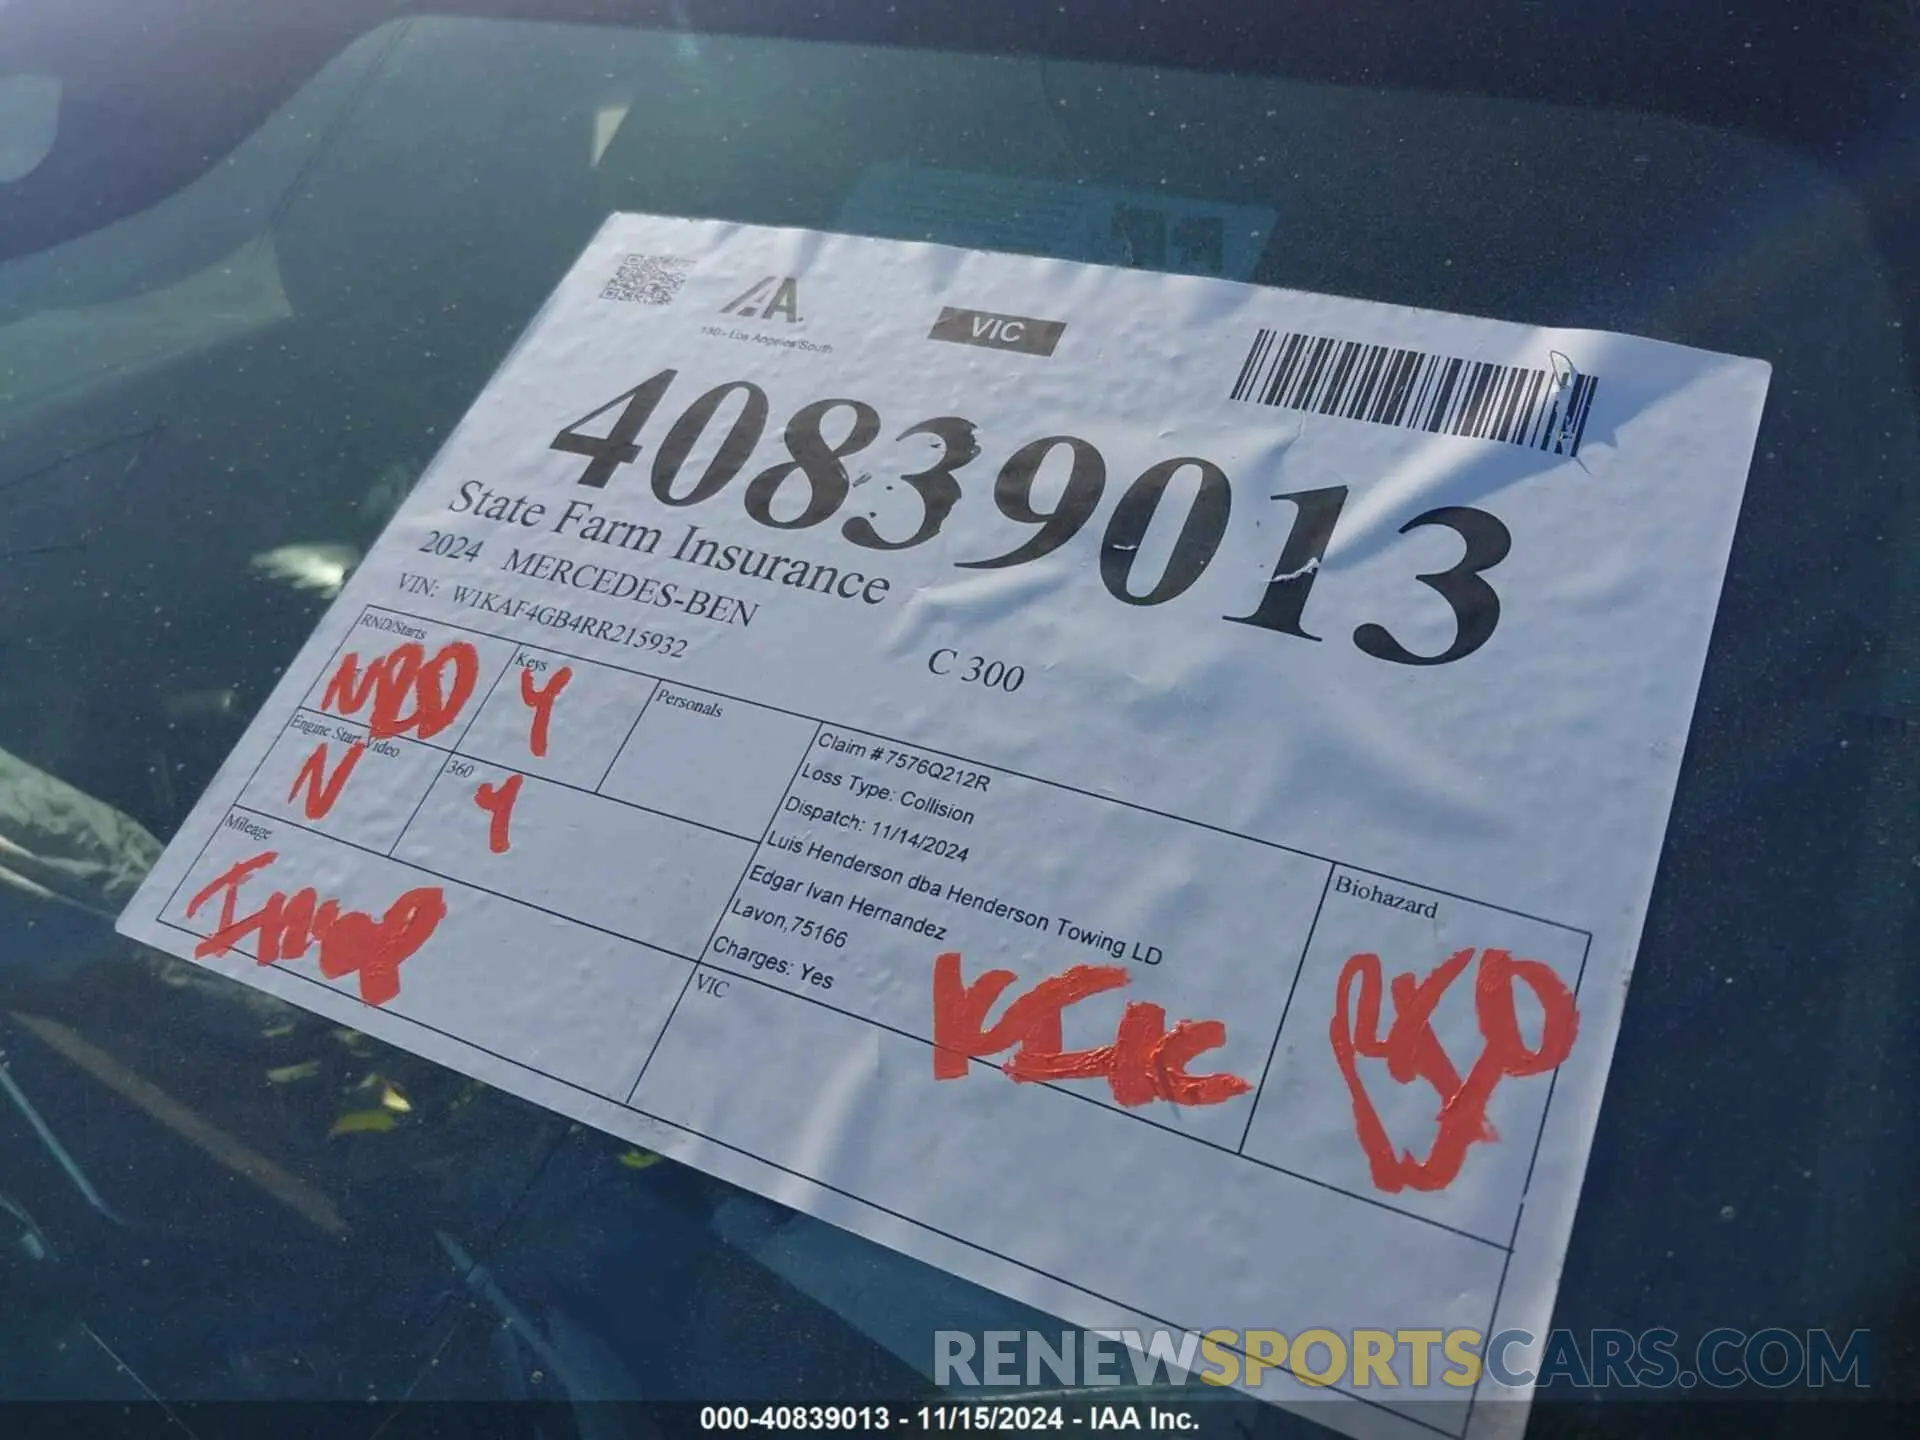 IAA.
130 - Los Angeles/South
VIC
40839013
State Farm Insurance
2024 MERCEDES-BEN
C 300
VIN: W1KAF4GB4RR215932
RND/Starts
Keys
Y
Personals
Engine Start Video
N
360
Y
Mileage
Inop
Claim # 7576Q212R
Loss Type: Collision
Dispatch: 11/14/2024
Luis Henderson dba Henderson Towing LD
Edgar Ivan Hernandez
Lavon,75166
Charges: Yes
Biohazard
VIC
RENEWSPORTSCARS.COM
000-40839013 - 11/15/2024 - IAA Inc.